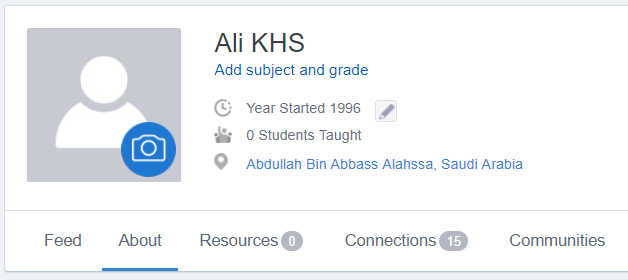 Ali KHS
Add subject and grade
Year Started 1996
0 Students Taught
Abdullah Bin Abbass Alahssa, Saudi Arabia
Feed About Resources 0 Connections 15 Communities